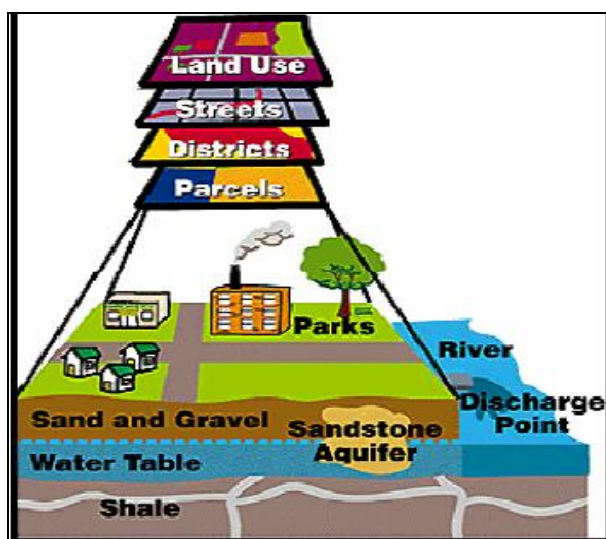 Land Use
Streets
Districts
Parcels
Parks
River
Discharge
Point
Sand and Gravel
Sandstone
Aquifer
Water Table
Shale